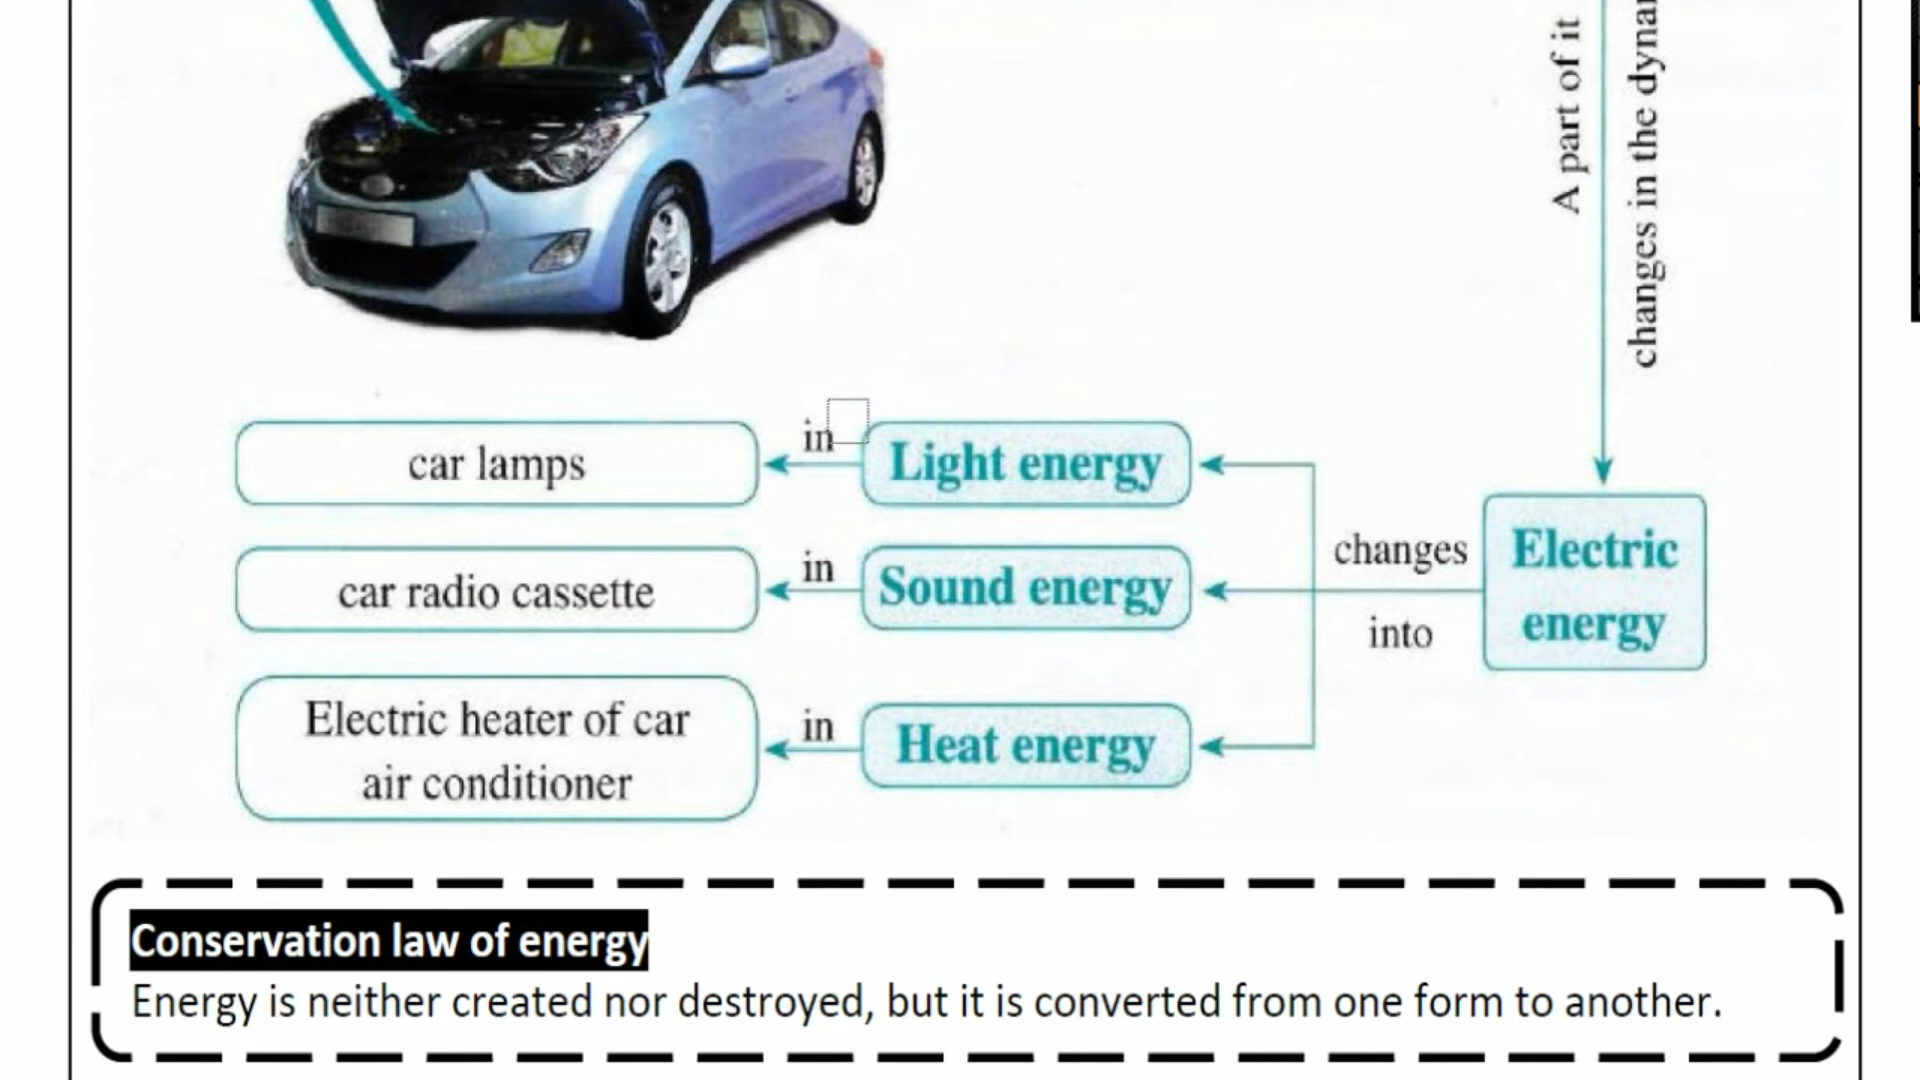 A part of it
changes in the
car lamps
in
Light energy
car radio cassette
in
Sound energy
changes
into
Electric
energy
Electric heater of car
air conditioner
in
Heat energy
Conservation law of energy
Energy is neither created nor destroyed, but it is converted from one form to another.